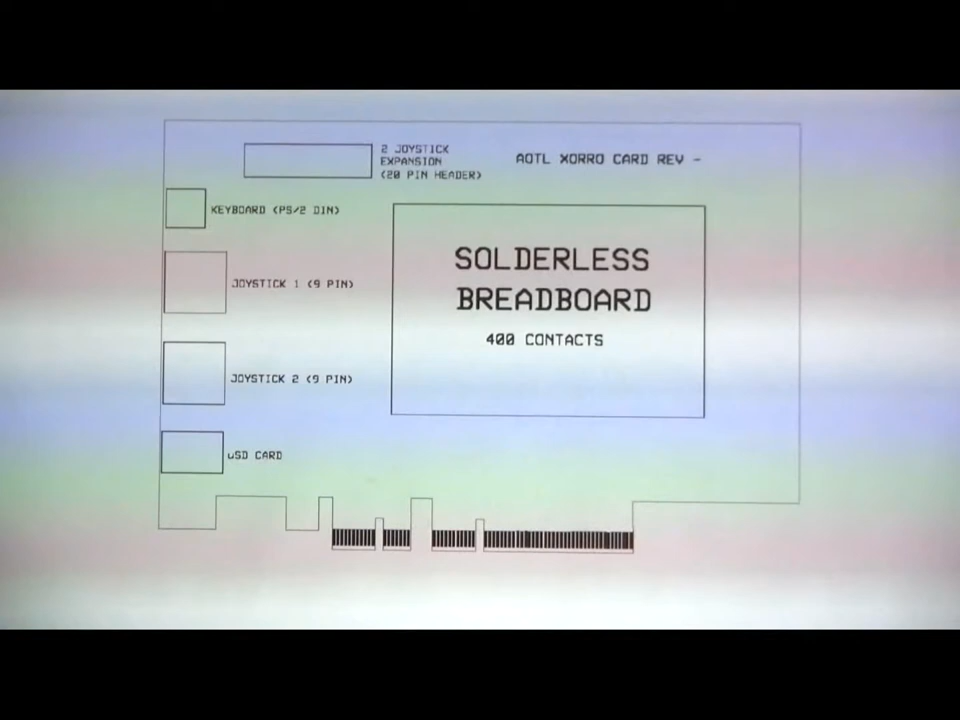 2 JOYSTICK
EXPANSION
(20 PIN HEADER)
AOTL XORRO CARD REV -
KEYBOARD (PS/2 DIN)
SOLDERLESS
BREADBOARD
400 CONTACTS
JOYSTICK 1 (9 PIN)
JOYSTICK 2 (9 PIN)
uSD CARD